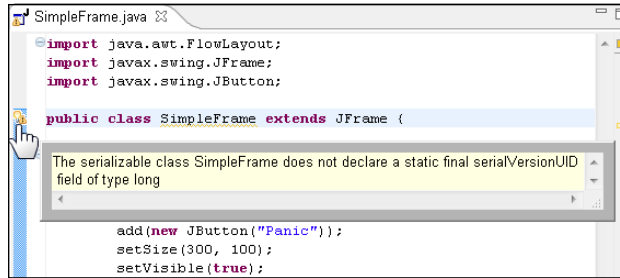 SimpleFrame.java
import java.awt.FlowLayout;
import javax.swing.JFrame;
import javax.swing.JButton;
public class SimpleFrame extends JFrame {
The serializable class SimpleFrame does not declare a static final serialVersionUID
field of type long
add(new JButton("Panic"));
setSize(300, 100);
setVisible(true);